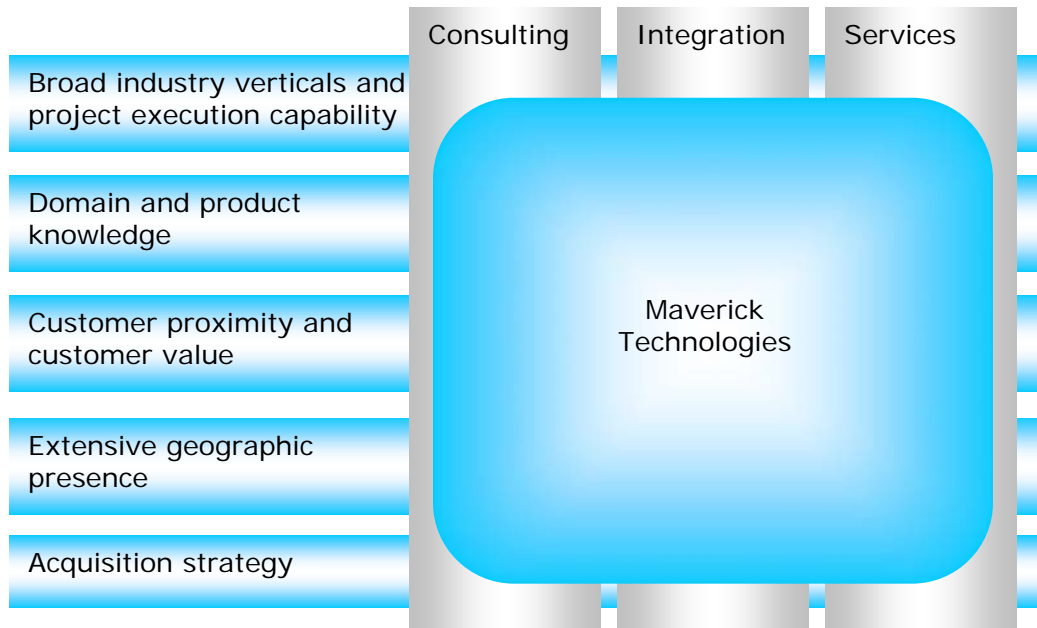 Consulting
Integration
Services
Broad industry verticals and
project execution capability
Domain and product
knowledge
Customer proximity and
customer value
Maverick
Technologies
Extensive geographic
presence
Acquisition strategy